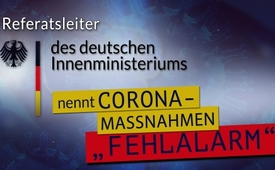 Referatsleiter
des deutschen
Innenministeriums
nennt CORONA-
MASSNAHMEN
„FEHLALARM"